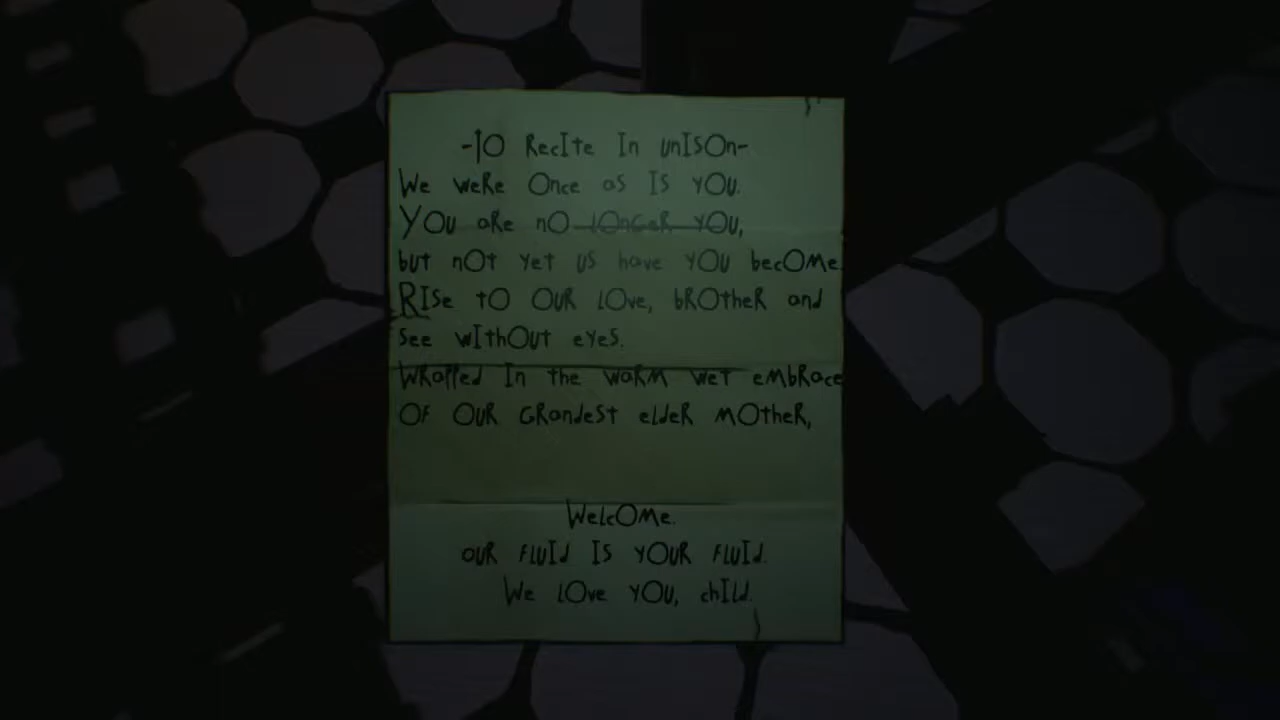 -TO RecIte In unISOn-
We weRe Once as IS YOU.
YOU aRe nO lOnGeR YOU,
but nOt Yet US have YOU becOMe.
RISe tO OUR lOve, bROtheR and
See wIthOUt eYeS.
WRapped In the waRM weT eMbRace
OF OUR GRandeSt eldeR MOtheR,
WelcOMe.
OUR FlUId IS YOUR FlUId.
We lOve YOU, chIld.